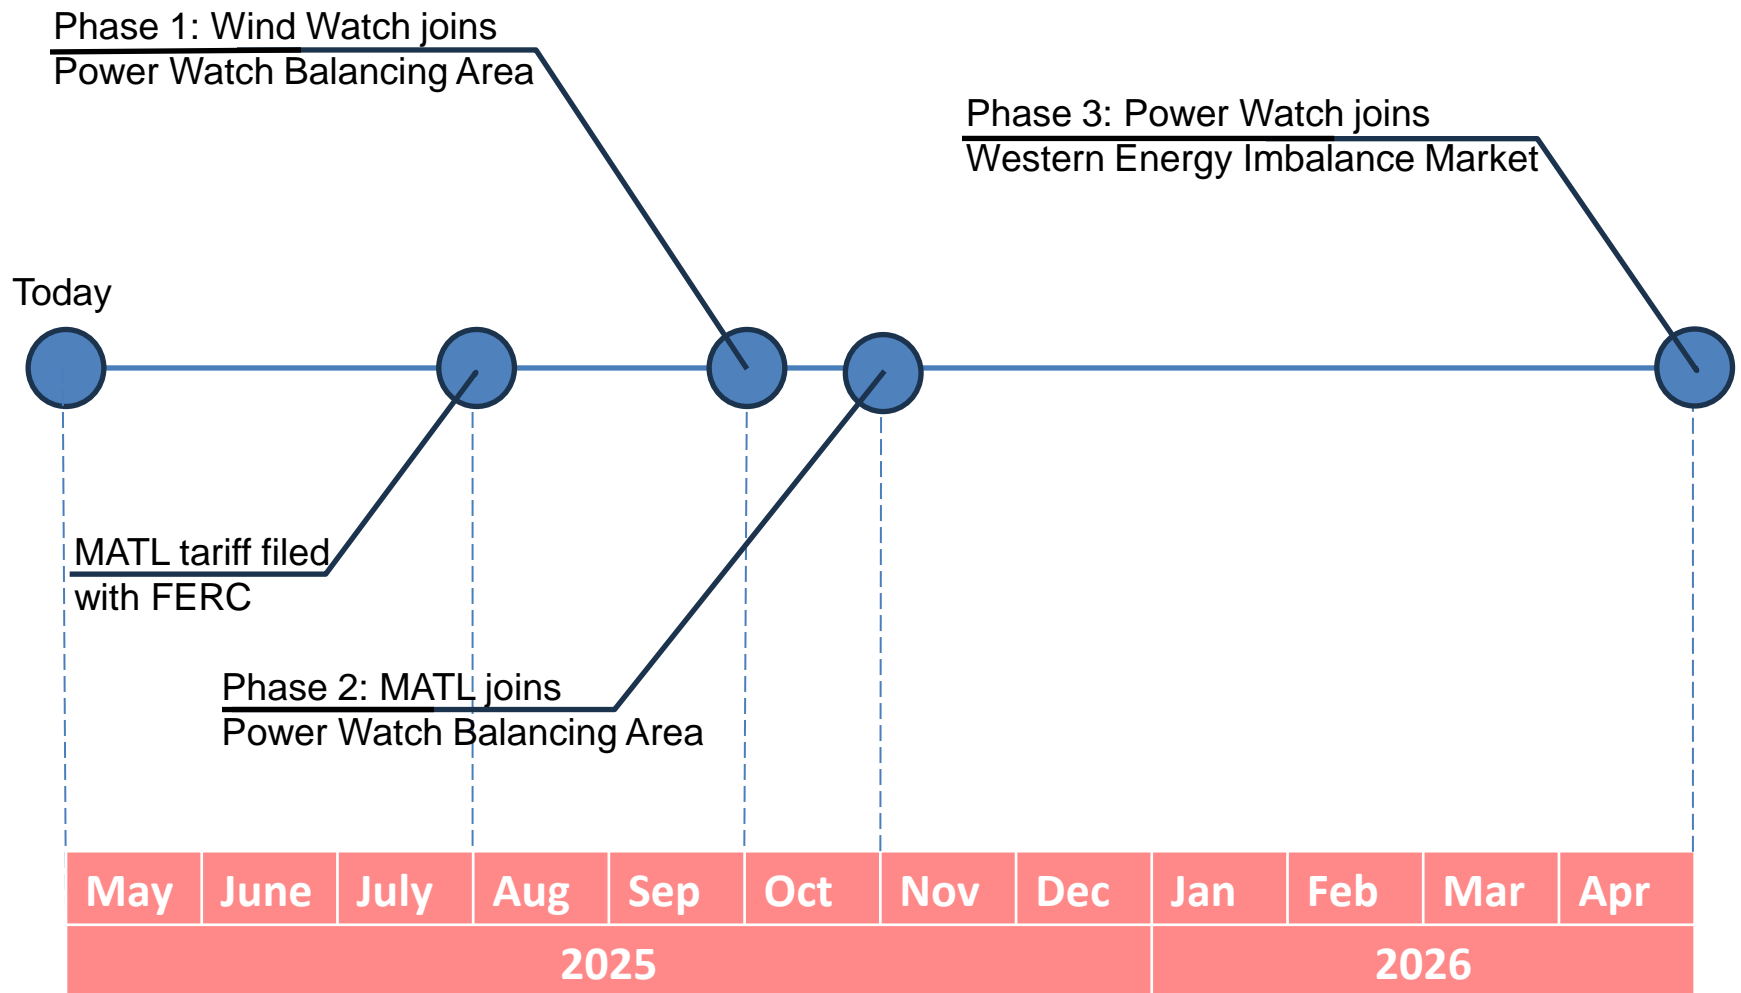 Phase 1: Wind Watch joins
Power Watch Balancing Area
Phase 3: Power Watch joins
Western Energy Imbalance Market
Today
MATL tariff filed
with FERC
Phase 2: MATL joins
Power Watch Balancing Area
May June July Aug Sep Oct Nov Dec Jan Feb Mar Apr
2025 2026